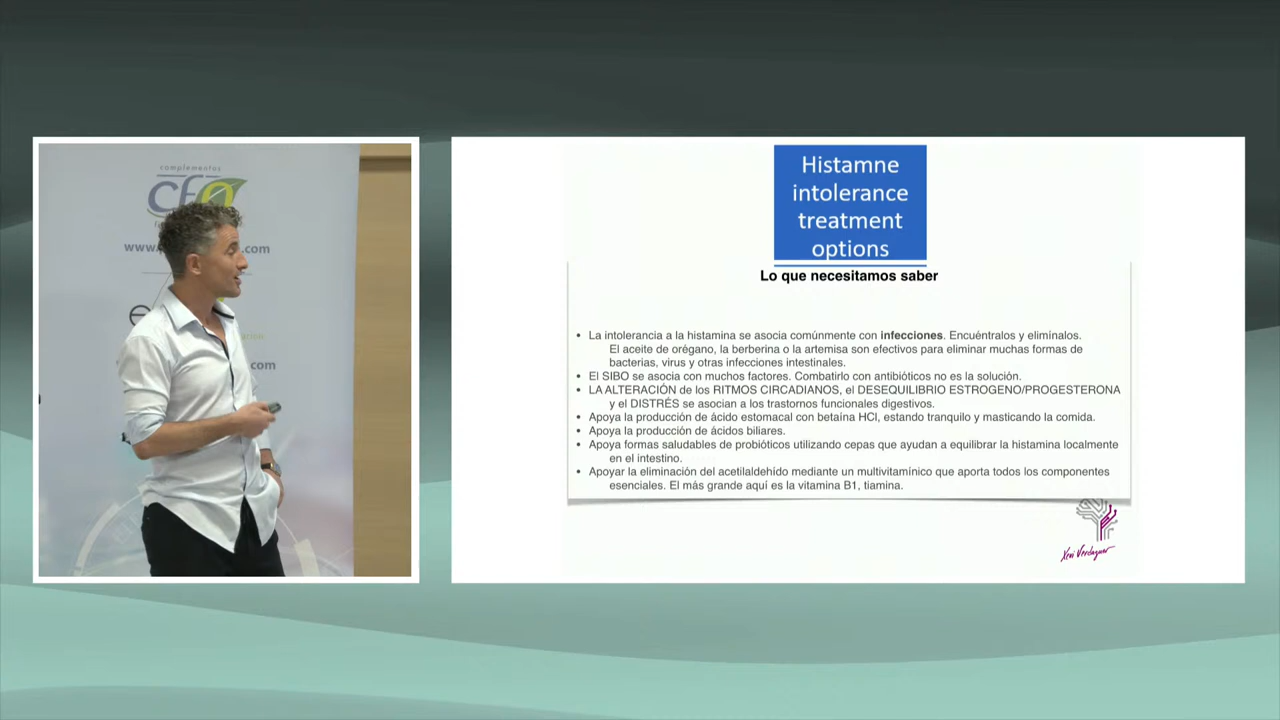 complementos
cfn
www.
.com
com
Histamne
intolerance
treatment
options
Lo que necesitamos saber
• La intolerancia a la histamina se asocia comúnmente con infecciones. Encuéntralos y elimínalos.
El aceite de orégano, la berberina o la artemisa son efectivos para eliminar muchas formas de
bacterias, virus y otras infecciones intestinales.
• El SIBO se asocia con muchos factores. Combatirlo con antibióticos no es la solución.
• LA ALTERACIÓN de los RITMOS CIRCADIANOS, el DESEQUILIBRIO ESTROGENO/PROGESTERONA
y el DISTRÉS se asocian a los trastornos funcionales digestivos.
• Apoya la producción de ácido estomacal con betaína HCl, estando tranquilo y masticando la comida.
• Apoya la producción de ácidos biliares.
• Apoya formas saludables de probióticos utilizando cepas que ayudan a equilibrar la histamina localmente
en el intestino.
• Apoyar la eliminación del acetilaldehído mediante un multivitamínico que aporta todos los componentes
esenciales. El más grande aquí es la vitamina B1, tiamina.
Xevi Verdaguer